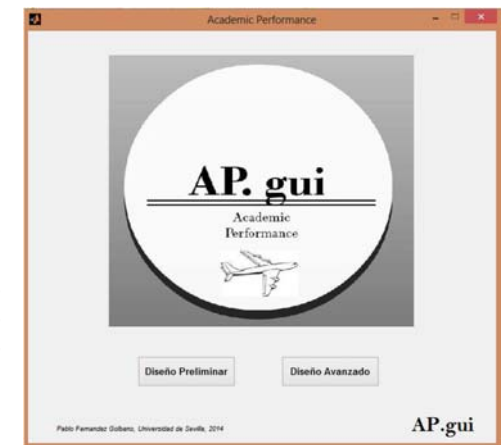 Academic Performance
AP. gui
Academic
Performance
Diseño Preliminar
Diseño Avanzado
Pablo Fernandez Golbano, Universidad de Sevilla, 2014
AP.gui